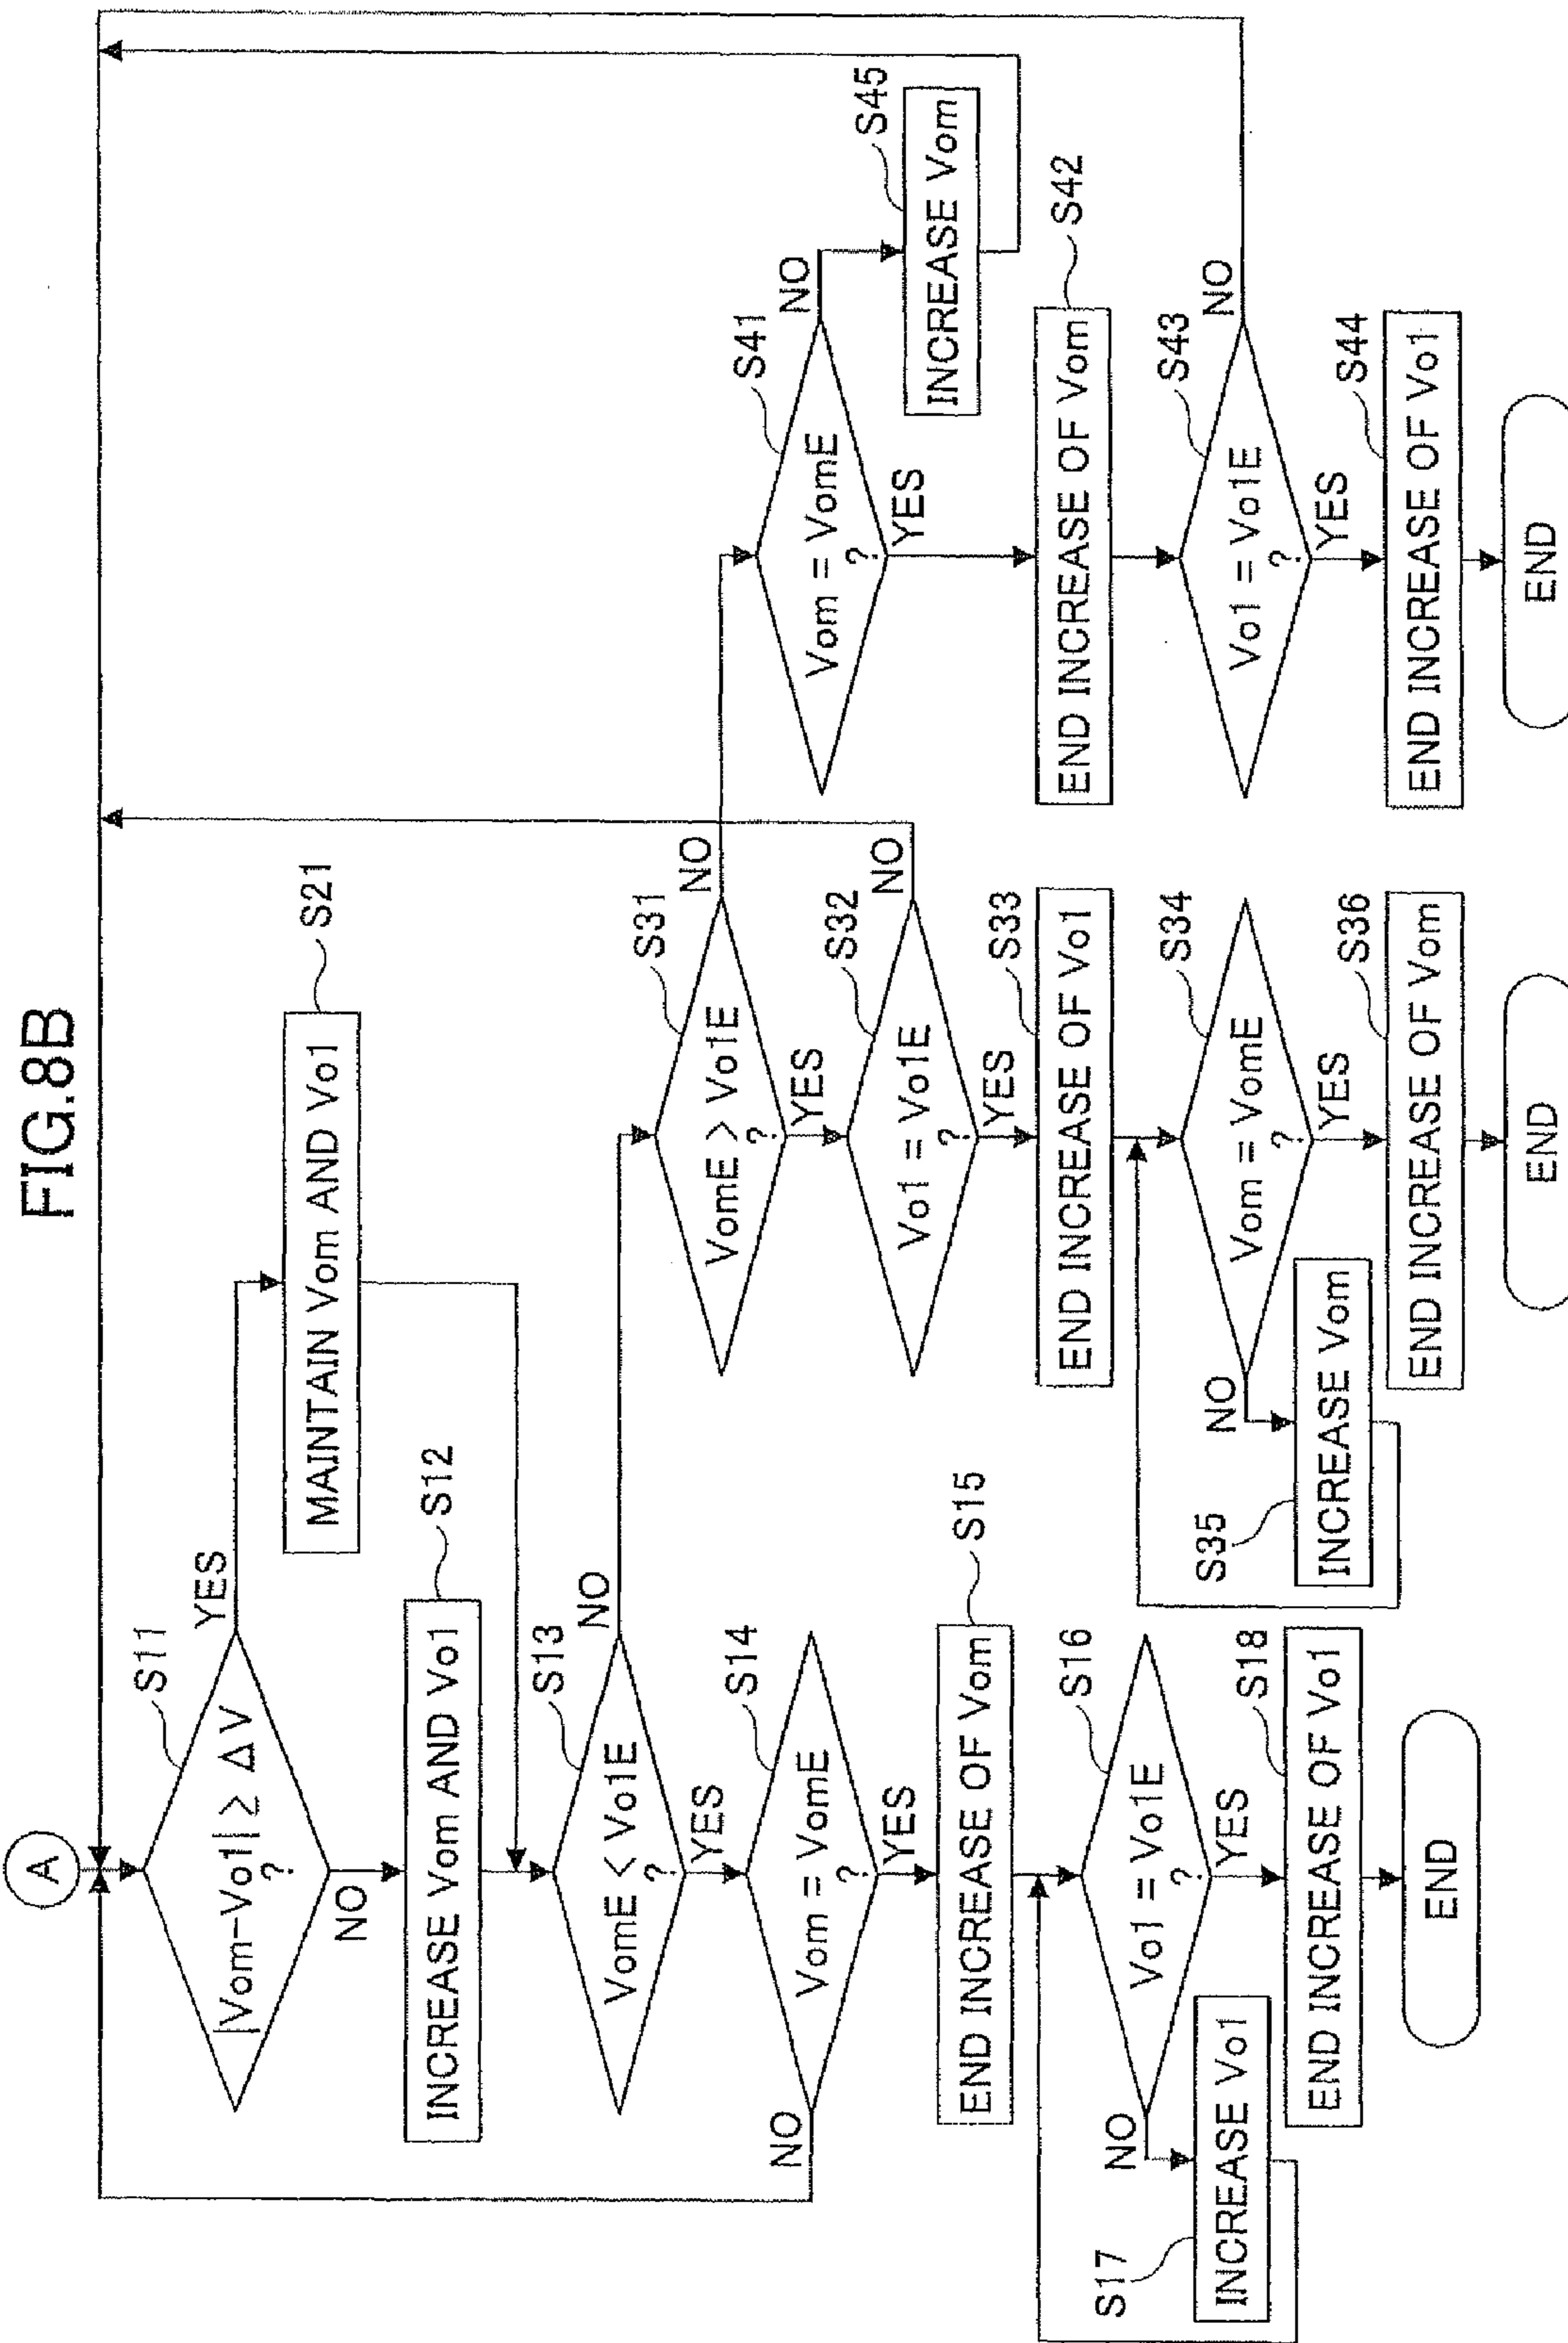 FIG.8B
A
S11
|Vom-Vo1| ≥ ΔV
?
YES
NO
S21
MAINTAIN Vom AND Vo1
S12
INCREASE Vom AND Vo1
S13
VomE < Vo1E
?
NO
YES
S14
Vom = VomE
?
NO
YES
S15
END INCREASE OF Vom
S16
Vo1 = Vo1E
?
NO
YES
S17
INCREASE Vo1
S18
END INCREASE OF Vo1
END
S31
VomE > Vo1E
?
NO
YES
S32
Vo1 = Vo1E
?
NO
YES
S33
END INCREASE OF Vo1
S34
Vom = VomE
?
NO
YES
S35
INCREASE Vom
S36
END INCREASE OF Vom
END
S41
Vom = VomE
?
NO
YES
S45
INCREASE Vom
S42
END INCREASE OF Vom
S43
Vo1 = Vo1E
?
NO
YES
S44
END INCREASE OF Vo1
END